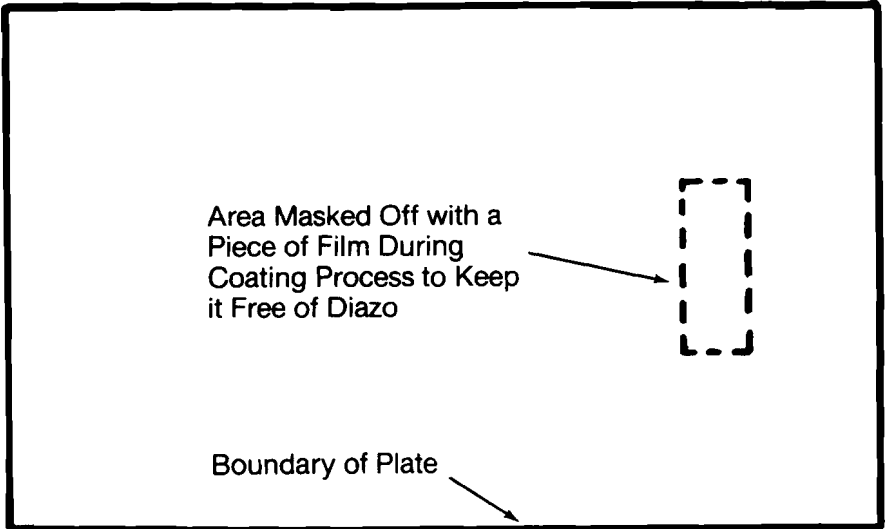 Area Masked Off with a
Piece of Film During
Coating Process to Keep
it Free of Diazo
Boundary of Plate